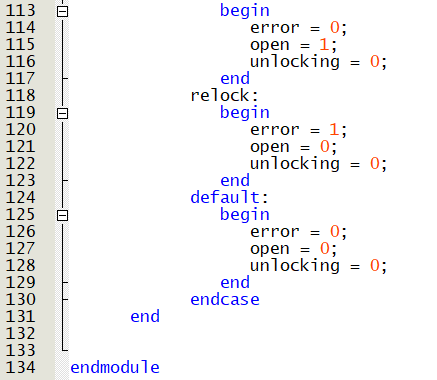 113 begin
114 error = 0;
115 open = 1;
116 unlocking = 0;
117 end
118 relock:
119 begin
120 error = 1;
121 open = 0;
122 unlocking = 0;
123 end
124 default:
125 begin
126 error = 0;
127 open = 0;
128 unlocking = 0;
129 end
130 endcase
131 end
132
133
134 endmodule